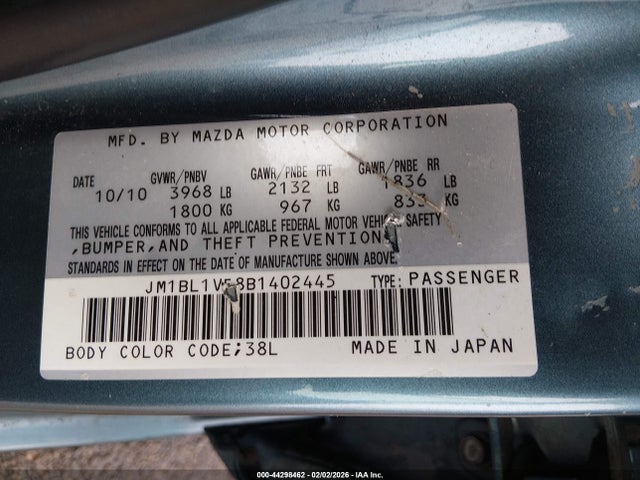 MFD. BY MAZDA MOTOR CORPORATION
DATE GVWR/PNBV GAWR/PNBE FRT GAWR/PNBE RR
10/10 3968 LB 2132 LB 1836 LB
1800 KG 967 KG 833 KG
THIS VEHICLE CONFORMS TO ALL APPLICABLE FEDERAL MOTOR VEHICLE SAFETY
,BUMPER,AND THEFT PREVENTION
STANDARDS IN EFFECT ON THE DATE OF MANUFACTURE SHOWN ABOVE.
JM1BL1VF8B1402445 TYPE: PASSENGER
BODY COLOR CODE;38L MADE IN JAPAN
000-44298462 - 02/02/2026 - IAA Inc.